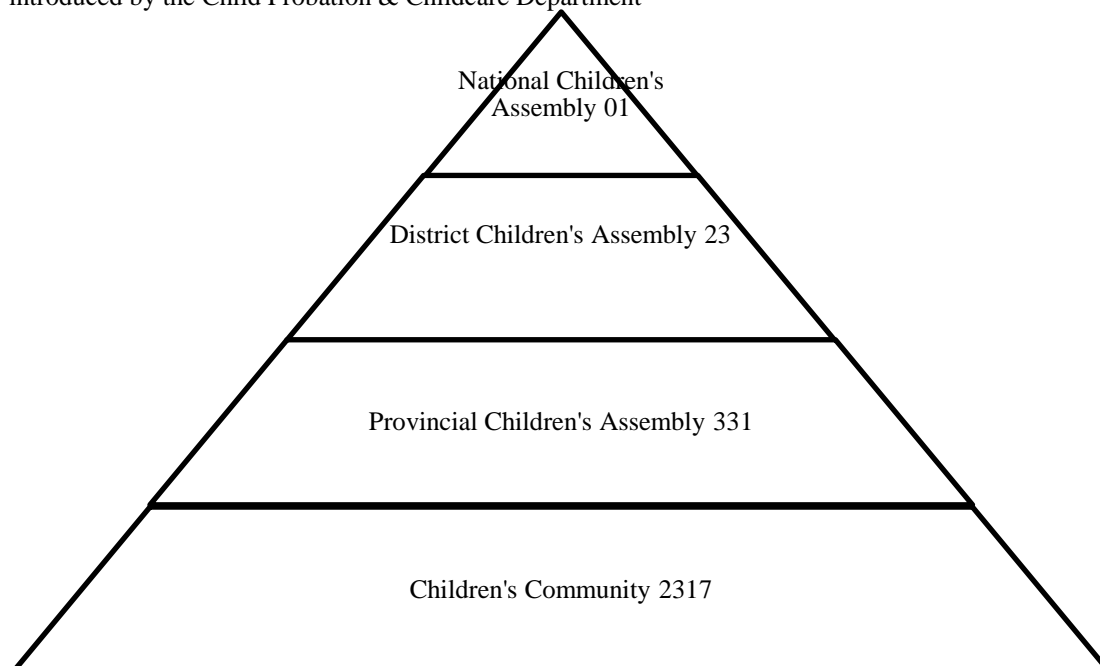 introduced by the Child Probation & Childcare Department
National Children's
Assembly 01
District Children's Assembly 23
Provincial Children's Assembly 331
Children's Community 2317